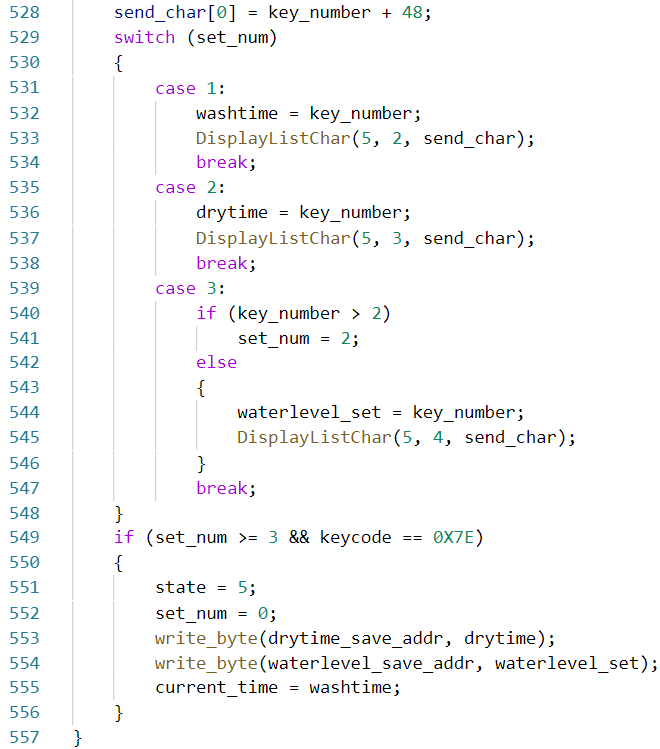 528 send_char[0] = key_number + 48;
529 switch (set_num)
530 {
531 case 1:
532 washtime = key_number;
533 DisplayListChar(5, 2, send_char);
534 break;
535 case 2:
536 drytime = key_number;
537 DisplayListChar(5, 3, send_char);
538 break;
539 case 3:
540 if (key_number > 2)
541 set_num = 2;
542 else
543 {
544 waterlevel_set = key_number;
545 DisplayListChar(5, 4, send_char);
546 }
547 break;
548 }
549 if (set_num >= 3 && keycode == 0X7E)
550 {
551 state = 5;
552 set_num = 0;
553 write_byte(drytime_save_addr, drytime);
554 write_byte(waterlevel_save_addr, waterlevel_set);
555 current_time = washtime;
556 }
557 }